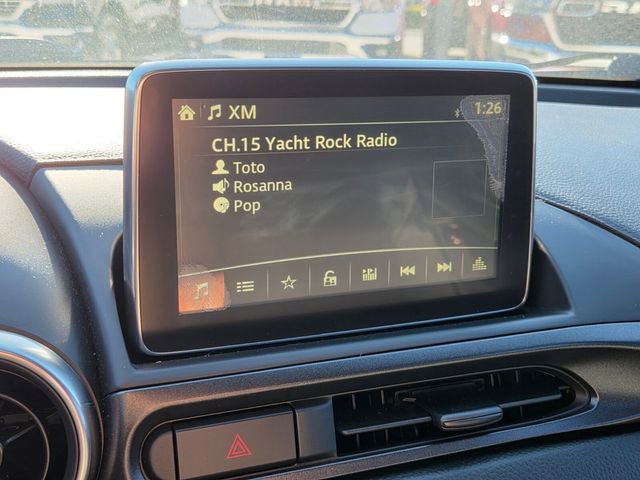 XM 1:26
CH.15 Yacht Rock Radio
Toto
Rosanna
Pop